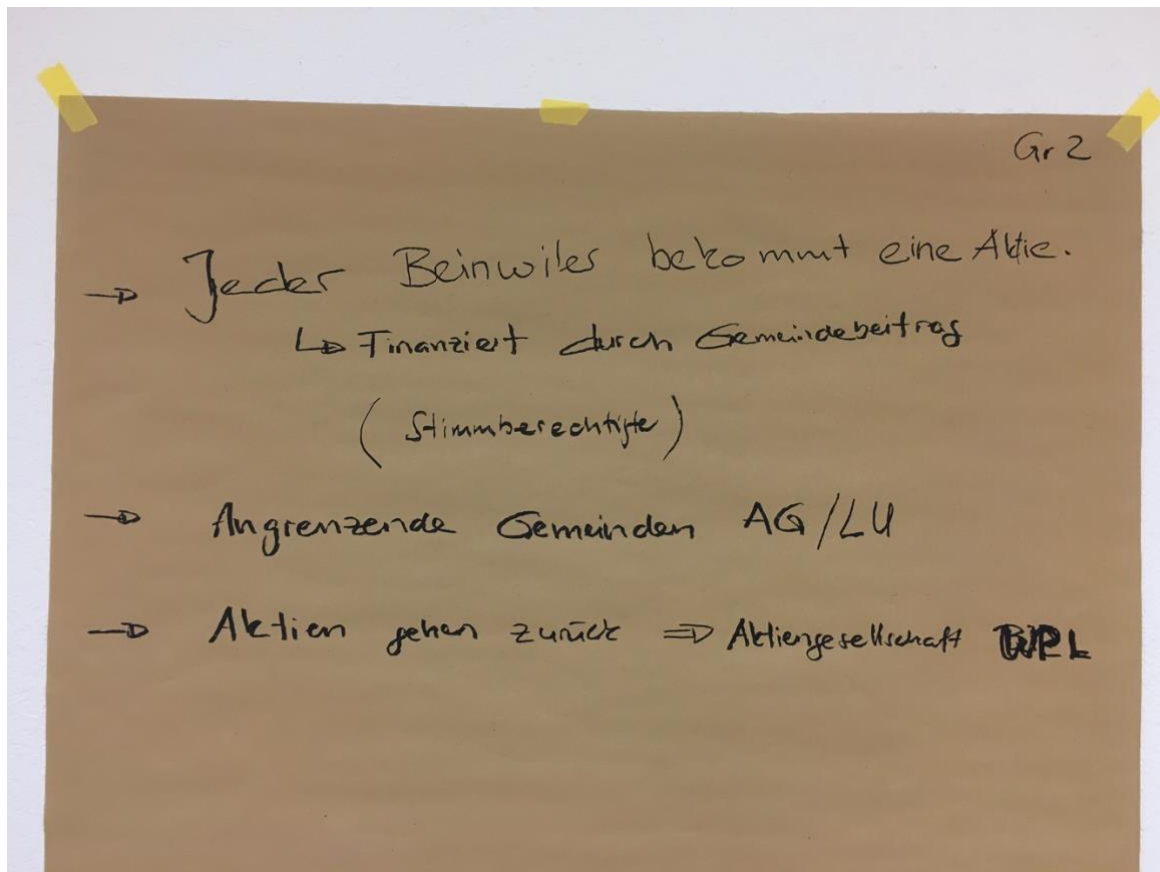 Gr 2
→ Jeder Beinwiler bekommt eine Aktie.
↳ Finanziert durch Gemeindebeitrag
(Stimmberechtigte)
→ Angrenzende Gemeinden AG/LU
→ Aktien gehen zurück ⇒ Aktiengesellschaft